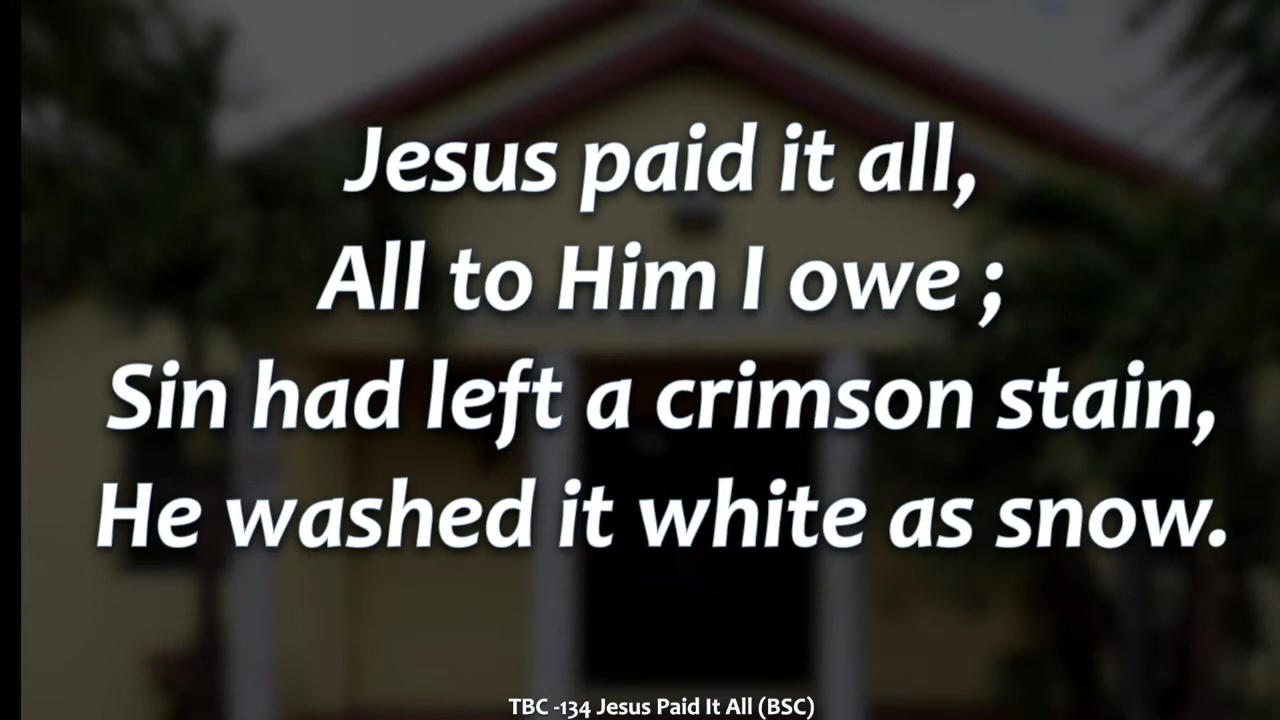 Jesus paid it all,
All to Him I owe ;
Sin had left a crimson stain,
He washed it white as snow.
TBC -134 Jesus Paid It All (BSC)